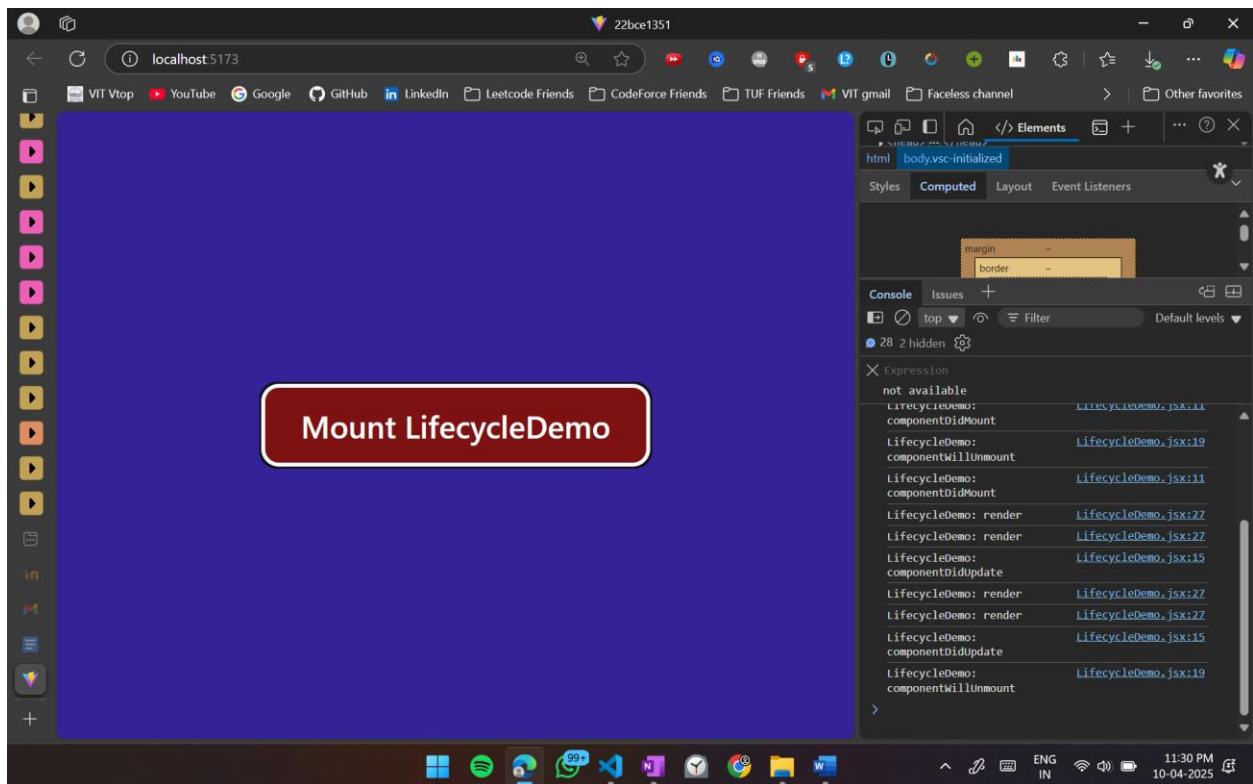 22bce1351
localhost:5173
5
VIT Vtop YouTube Google GitHub LinkedIn Leetcode Friends CodeForce Friends TUF Friends VIT gmail Faceless channel Other favorites
Elements
html body.vsc-initialized
Styles Computed Layout Event Listeners
margin -
border -
Console Issues
top Filter Default levels
28 2 hidden
Expression
not available
LifecycleDemo: LifecycleDemo.jsx:11
componentDidMount
LifecycleDemo: LifecycleDemo.jsx:19
componentWillUnmount
LifecycleDemo: LifecycleDemo.jsx:11
componentDidMount
LifecycleDemo: render LifecycleDemo.jsx:27
LifecycleDemo: render LifecycleDemo.jsx:27
LifecycleDemo: LifecycleDemo.jsx:15
componentDidUpdate
LifecycleDemo: render LifecycleDemo.jsx:27
LifecycleDemo: render LifecycleDemo.jsx:27
LifecycleDemo: LifecycleDemo.jsx:15
componentDidUpdate
LifecycleDemo: LifecycleDemo.jsx:19
componentWillUnmount
Mount LifecycleDemo
99+
ENG
IN
11:30 PM
10-04-2025